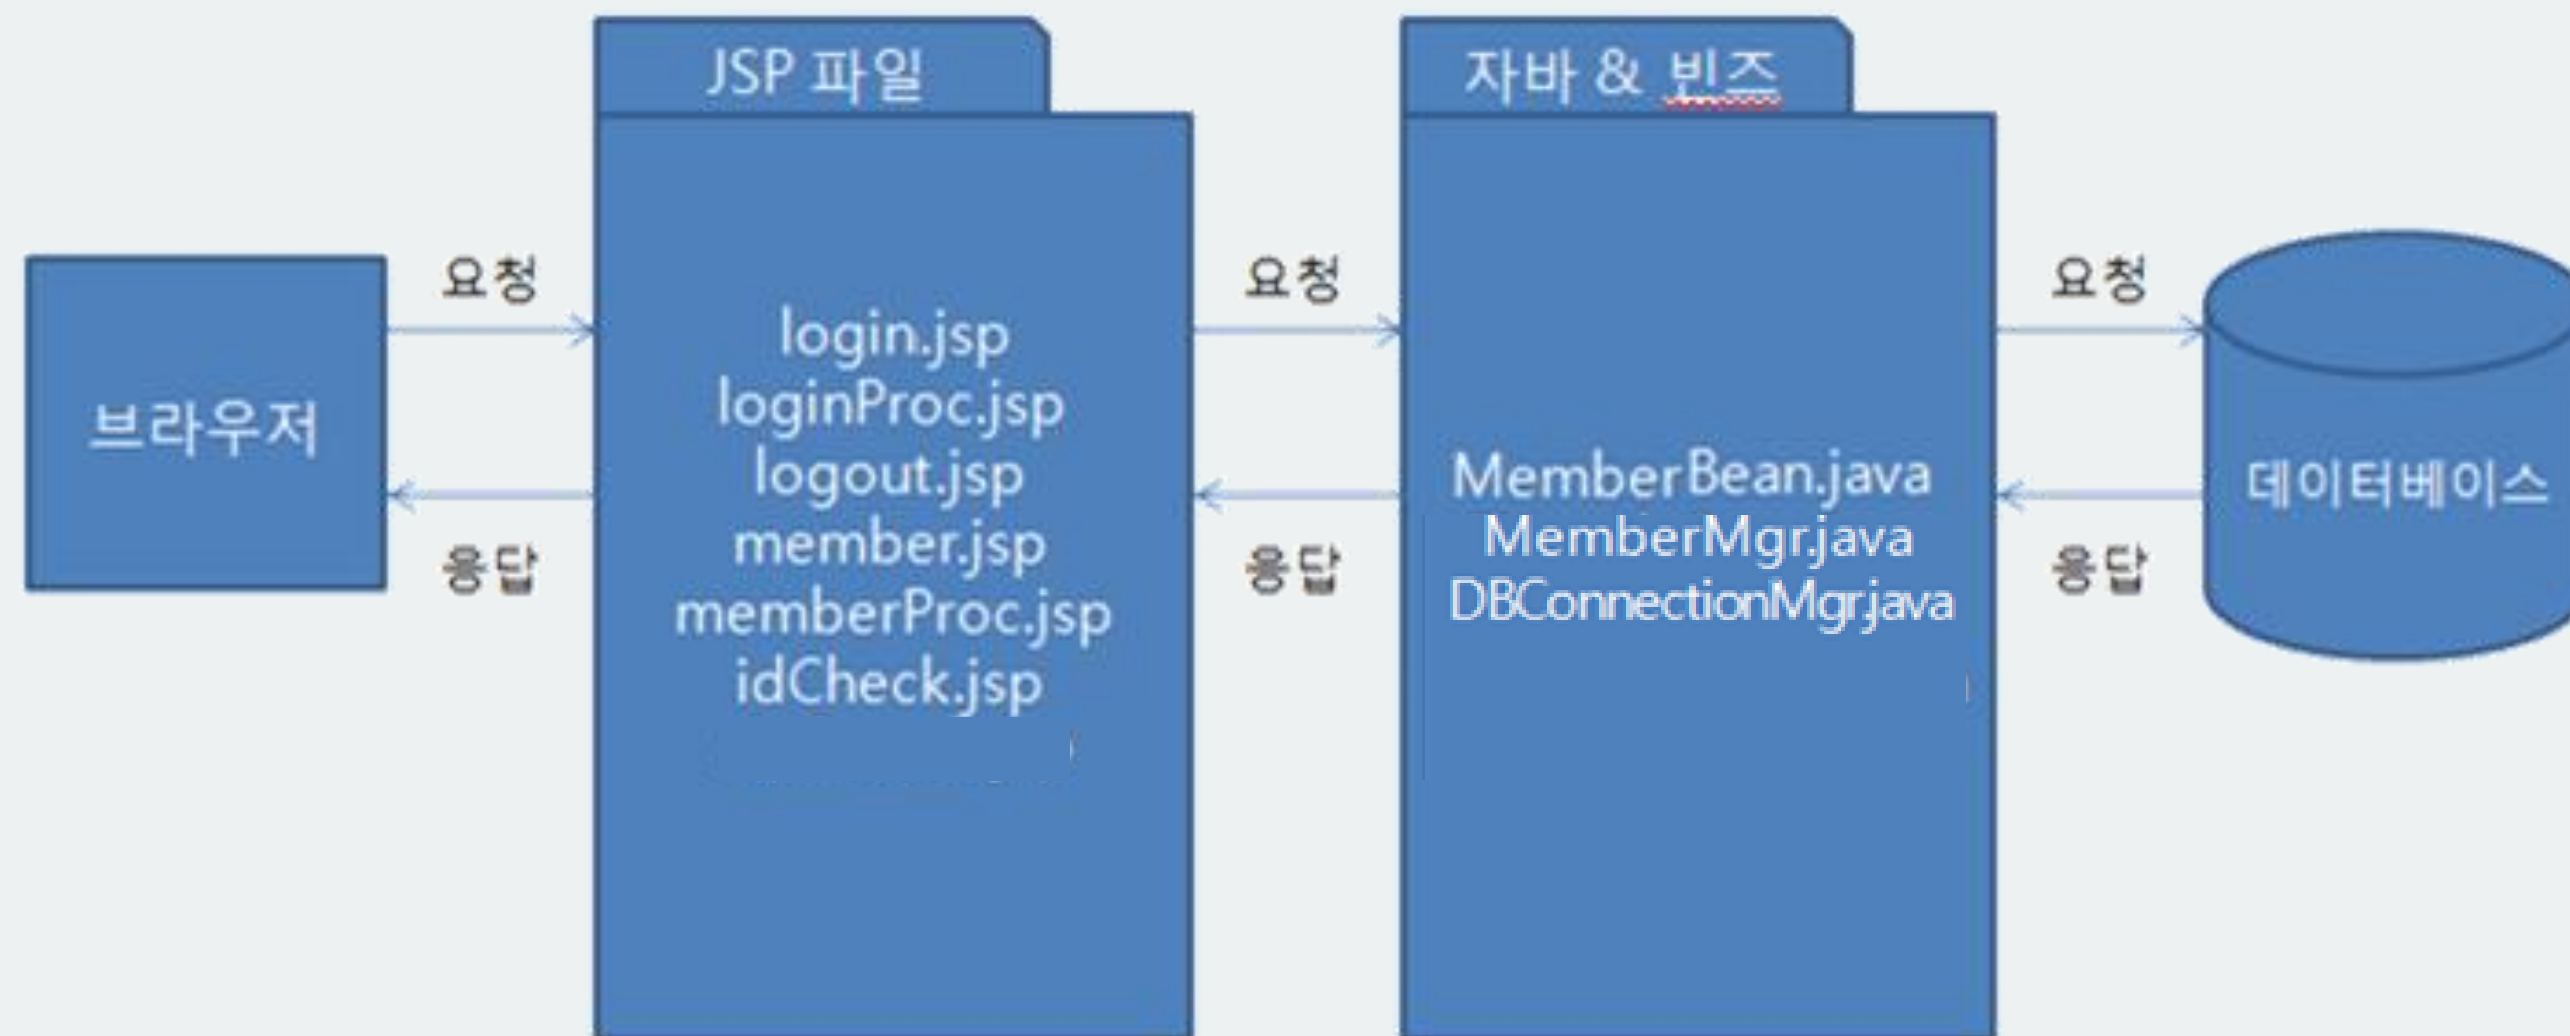 JSP 파일
자바 & 빈즈
브라우저
요청
응답
login.jsp
loginProc.jsp
logout.jsp
member.jsp
memberProc.jsp
idCheck.jsp
요청
응답
MemberBean.java
MemberMgr.java
DBConnectionMgr.java
요청
응답
데이터베이스